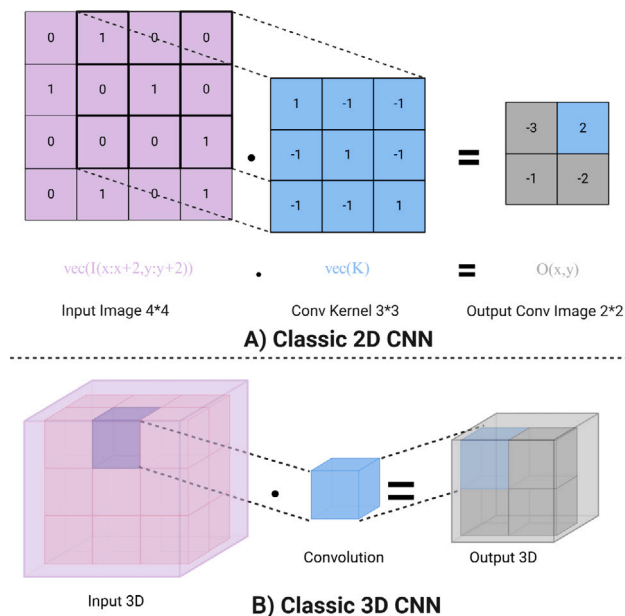 0 1 0 0
1 0 1 0
0 0 0 1
0 1 0 1
1 -1 -1
-1 1 -1
-1 -1 1
-3 2
-1 -2
.
=
vec(I(x:x+2,y:y+2)) . vec(K) = O(x,y)
Input Image 4*4 Conv Kernel 3*3 Output Conv Image 2*2
A) Classic 2D CNN
. =
Convolution Output 3D
Input 3D
B) Classic 3D CNN